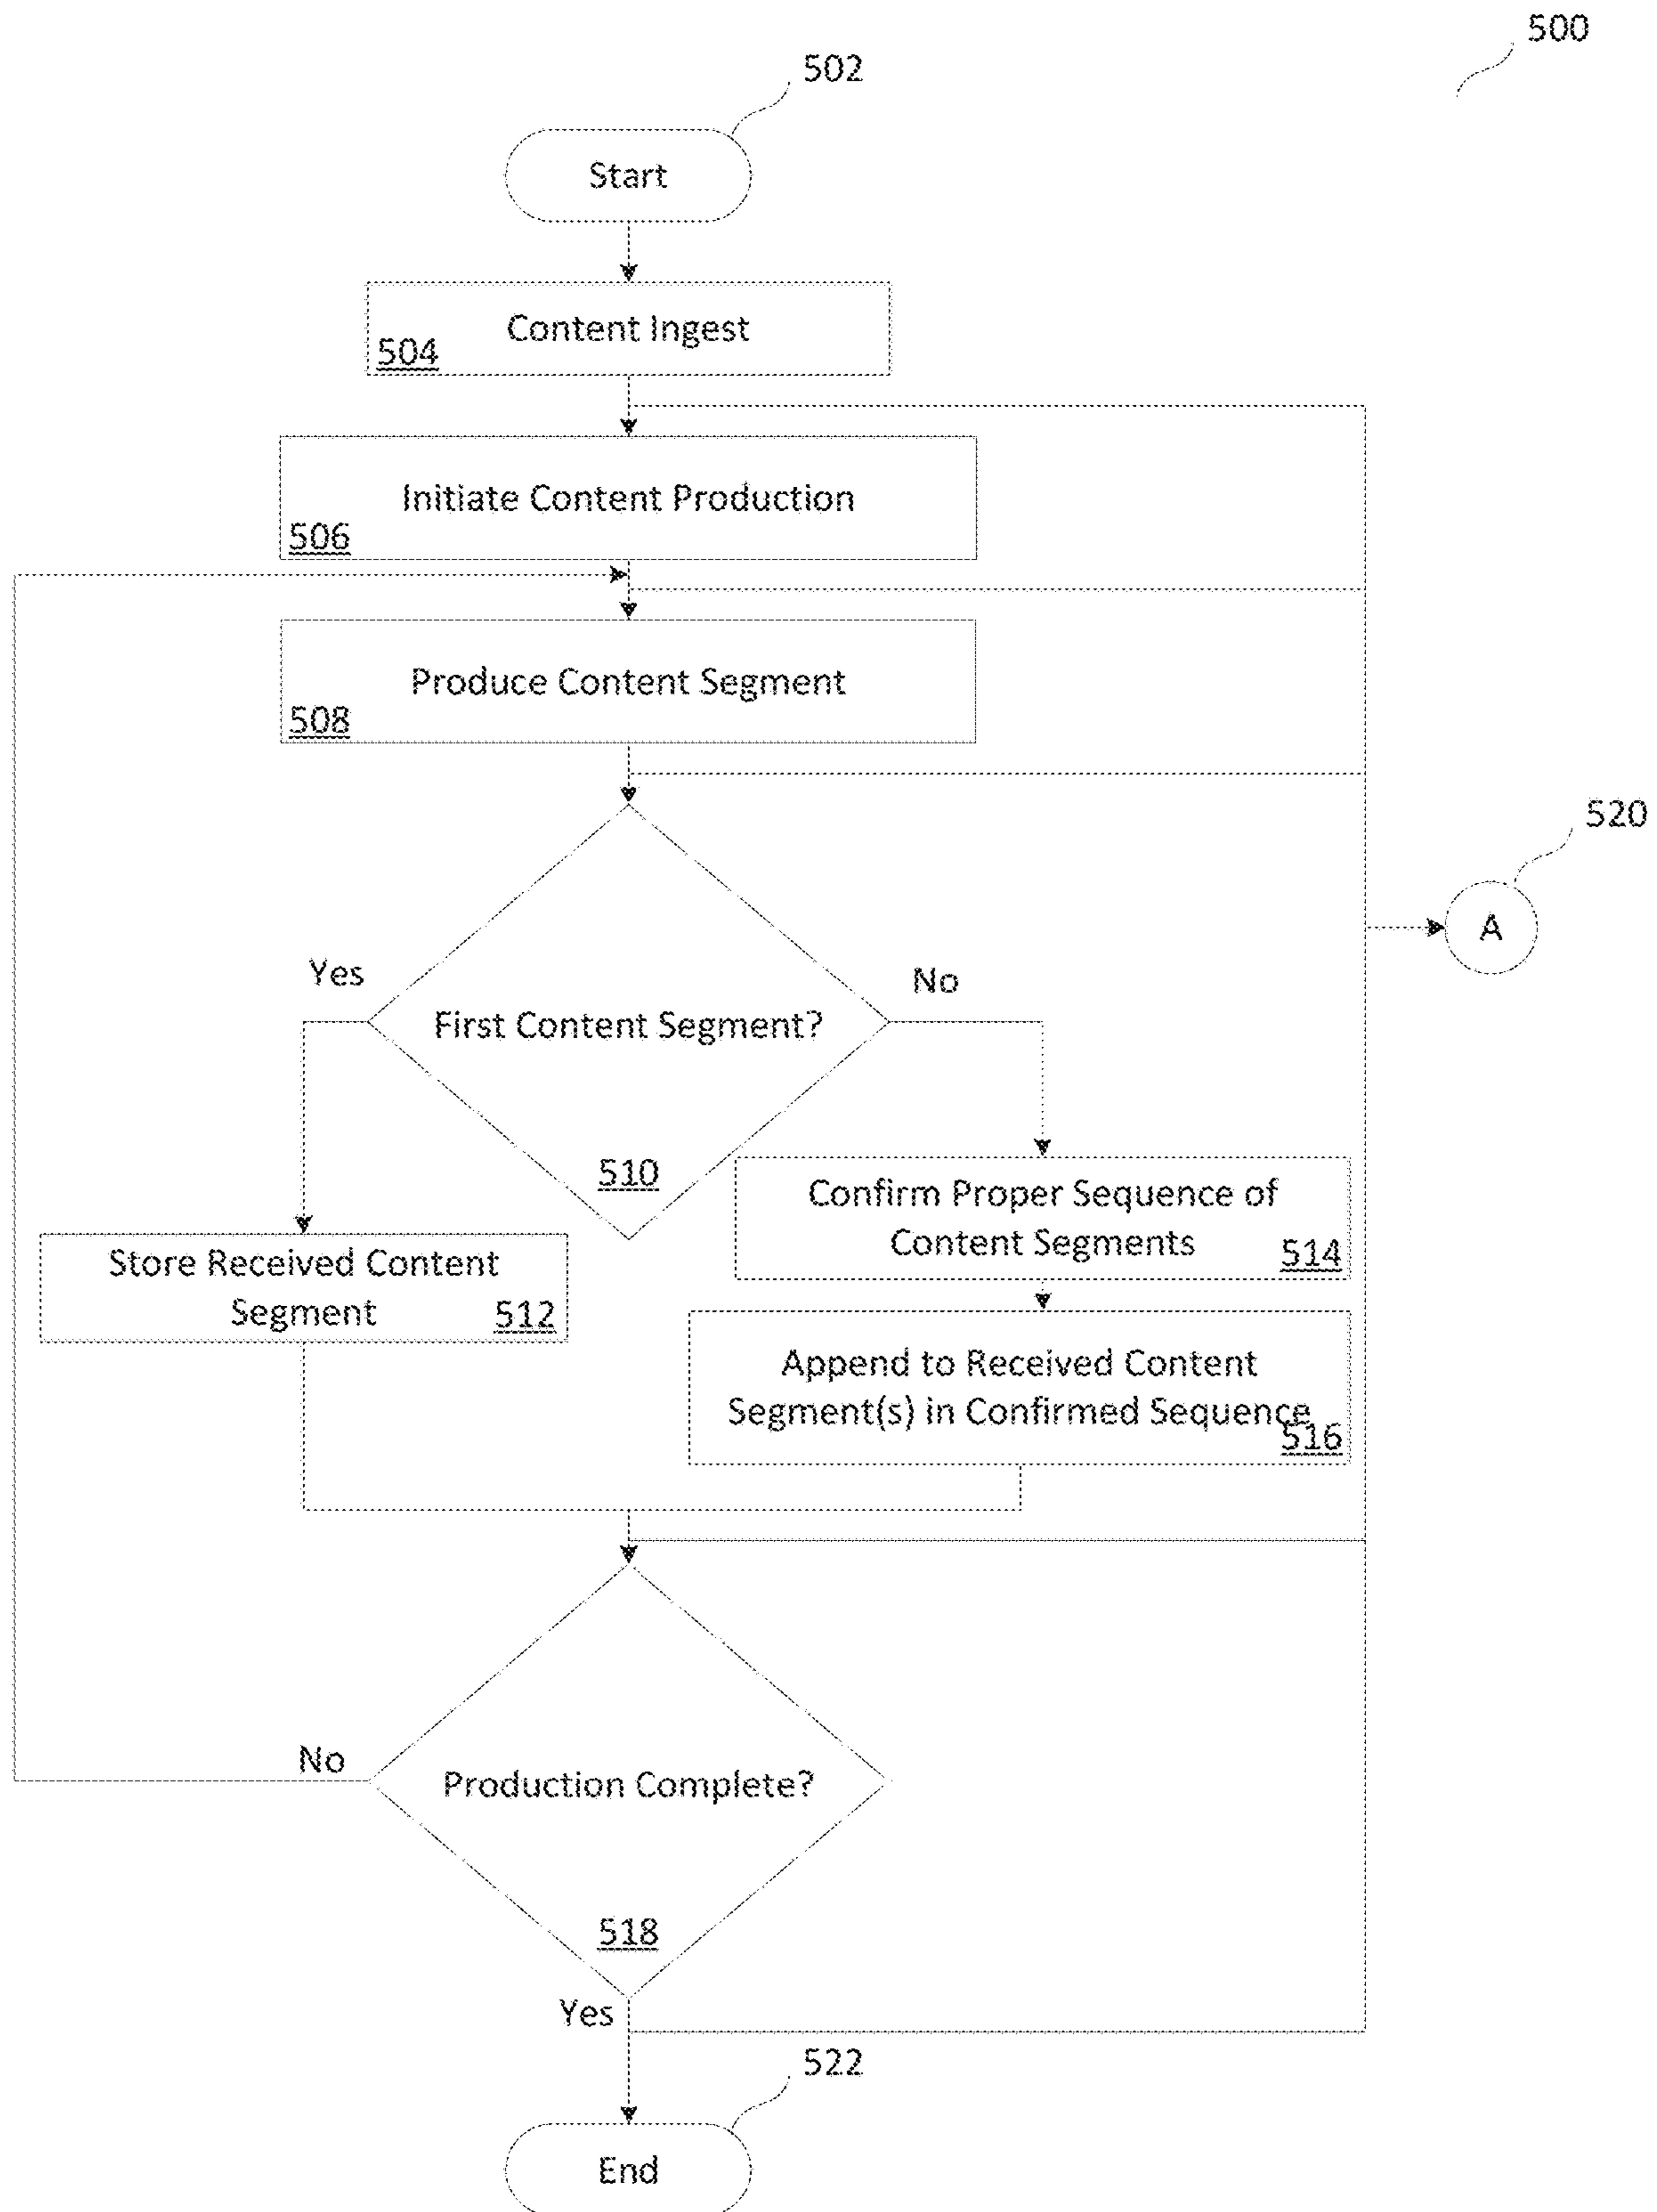 500
502
Start
Content Ingest
504
Initiate Content Production
506
Produce Content Segment
508
520
A
Yes
No
First Content Segment?
510
Confirm Proper Sequence of
Content Segments
514
Store Received Content
Segment
512
Append to Received Content
Segment(s) in Confirmed Sequence
516
No
Production Complete?
518
Yes
522
End